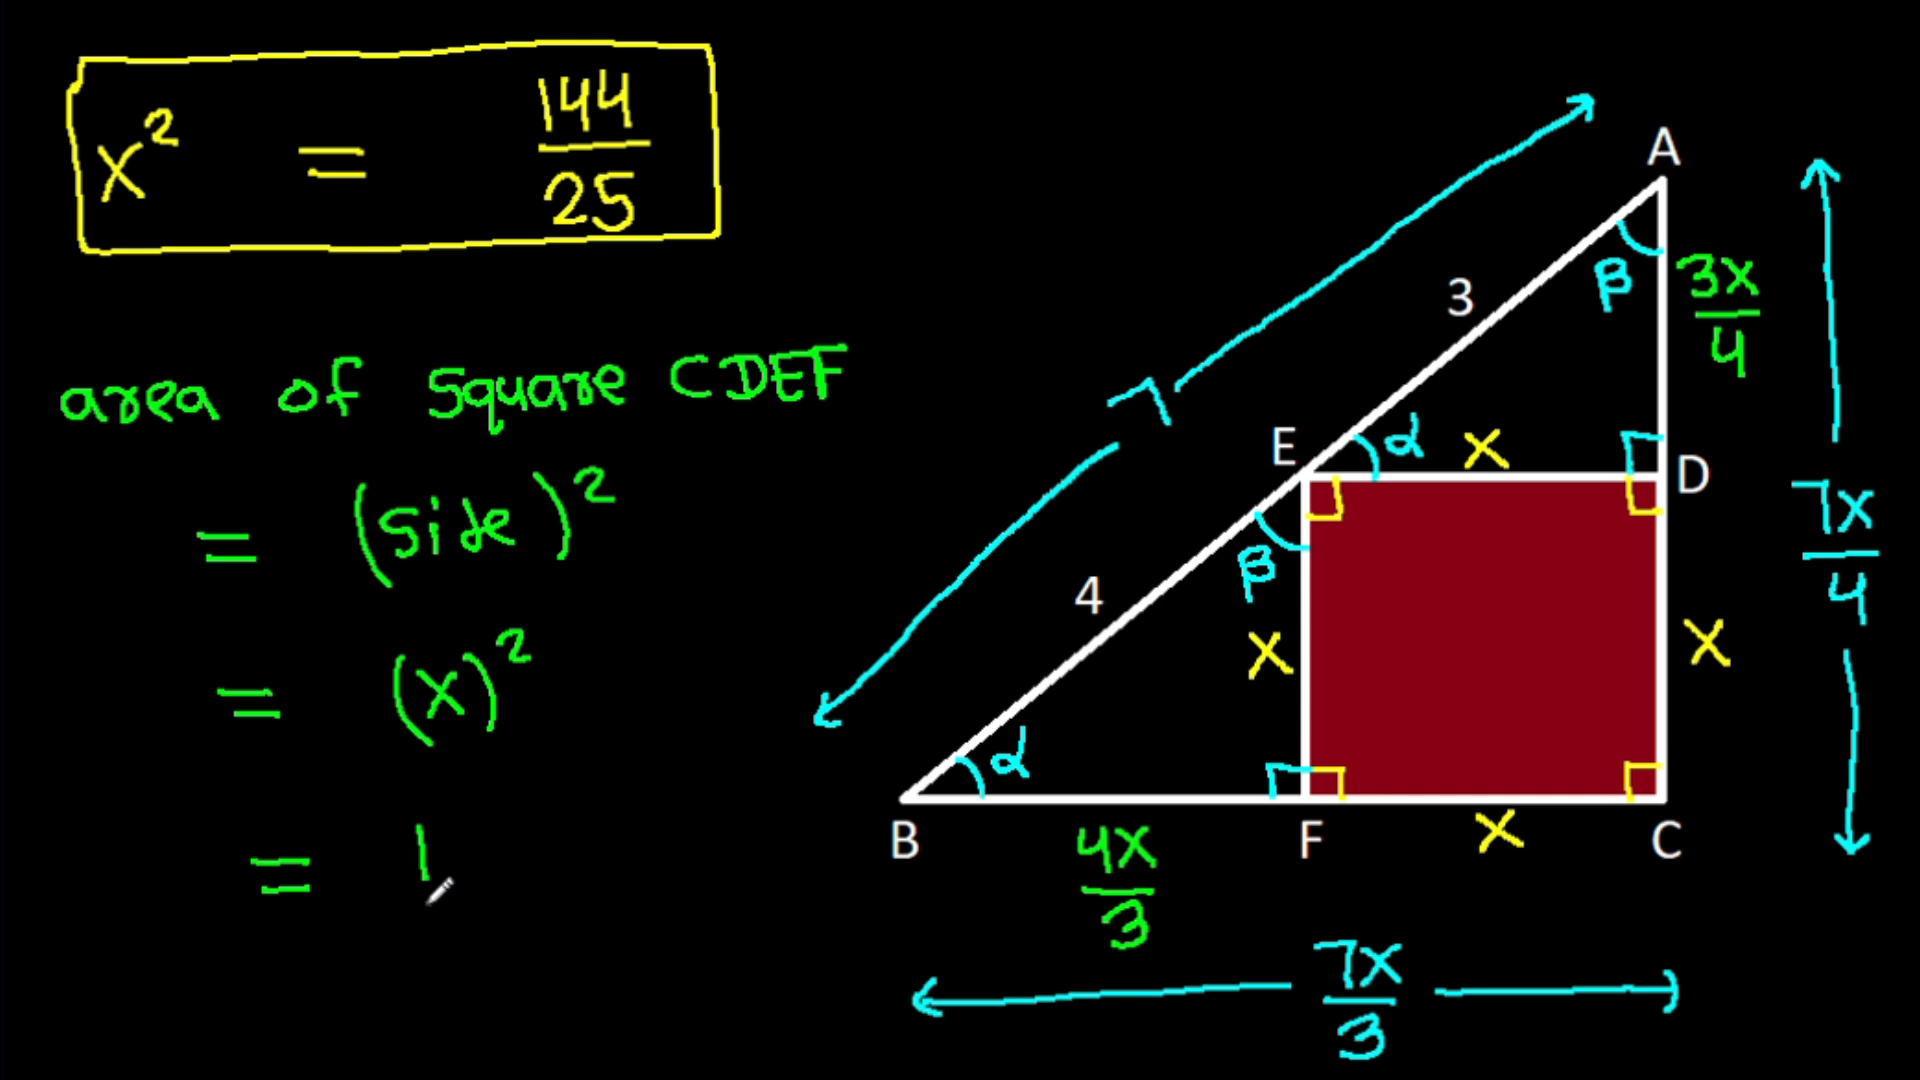 x² = 144/25
area of square CDEF
= (side)²
= (x)²
= 1
A
β
3x/4
3
7
E
α
x
D
7x/4
4
β
x
x
α
B
F
x
C
4x/3
7x/3